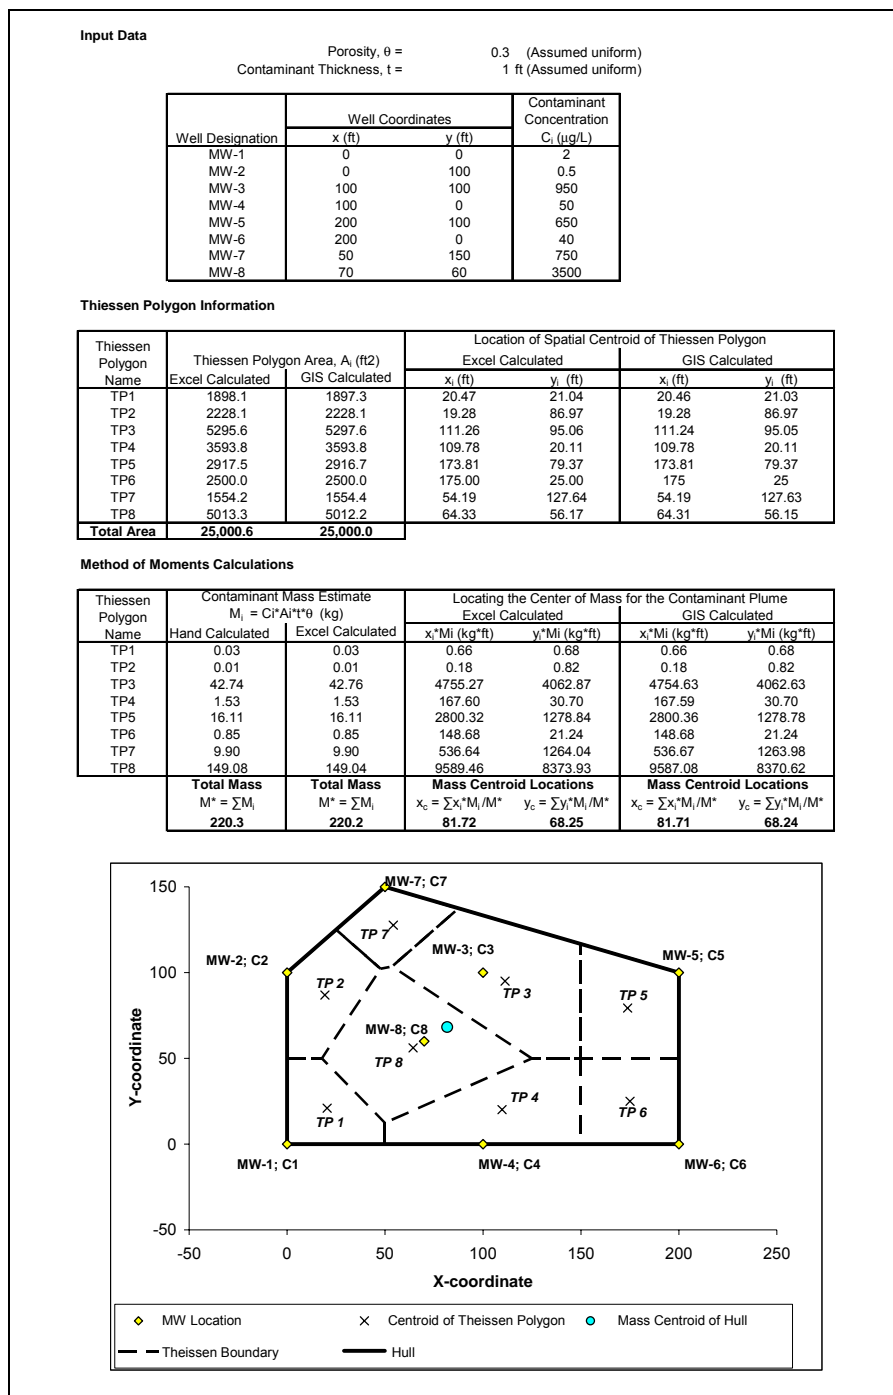 Input Data
Porosity, θ = 0.3 (Assumed uniform)
Contaminant Thickness, t = 1 ft (Assumed uniform)
Contaminant
Well Coordinates Concentration
Well Designation x (ft) y (ft) Cᵢ (μg/L)
MW-1 0 0 2
MW-2 0 100 0.5
MW-3 100 100 950
MW-4 100 0 50
MW-5 200 100 650
MW-6 200 0 40
MW-7 50 150 750
MW-8 70 60 3500
Thiessen Polygon Information
Thiessen Location of Spatial Centroid of Thiessen Polygon
Polygon Thiessen Polygon Area, Aᵢ (ft2) Excel Calculated GIS Calculated
Name Excel Calculated GIS Calculated xᵢ (ft) yᵢ (ft) xᵢ (ft) yᵢ (ft)
TP1 1898.1 1897.3 20.47 21.04 20.46 21.03
TP2 2228.1 2228.1 19.28 86.97 19.28 86.97
TP3 5295.6 5297.6 111.26 95.06 111.24 95.05
TP4 3593.8 3593.8 109.78 20.11 109.78 20.11
TP5 2917.5 2916.7 173.81 79.37 173.81 79.37
TP6 2500.0 2500.0 175.00 25.00 175 25
TP7 1554.2 1554.4 54.19 127.64 54.19 127.63
TP8 5013.3 5012.2 64.33 56.17 64.31 56.15
Total Area 25,000.6 25,000.0
Method of Moments Calculations
Thiessen Contaminant Mass Estimate Locating the Center of Mass for the Contaminant Plume
Polygon Mᵢ = Ci*Ai*t*θ (kg) Excel Calculated GIS Calculated
Name Hand Calculated Excel Calculated xᵢ*Mi (kg*ft) yᵢ*Mi (kg*ft) xᵢ*Mi (kg*ft) yᵢ*Mi (kg*ft)
TP1 0.03 0.03 0.66 0.68 0.66 0.68
TP2 0.01 0.01 0.18 0.82 0.18 0.82
TP3 42.74 42.76 4755.27 4062.87 4754.63 4062.63
TP4 1.53 1.53 167.60 30.70 167.59 30.70
TP5 16.11 16.11 2800.32 1278.84 2800.36 1278.78
TP6 0.85 0.85 148.68 21.24 148.68 21.24
TP7 9.90 9.90 536.64 1264.04 536.67 1263.98
TP8 149.08 149.04 9589.46 8373.93 9587.08 8370.62
Total Mass Total Mass Mass Centroid Locations Mass Centroid Locations
M* = ∑Mᵢ M* = ∑Mᵢ x꜀ = ∑xᵢ*Mᵢ/M* y꜀ = ∑yᵢ*Mᵢ/M* x꜀ = ∑xᵢ*Mᵢ/M* y꜀ = ∑yᵢ*Mᵢ/M*
220.3 220.2 81.72 68.25 81.71 68.24
150 MW-7; C7
TP 7
MW-3; C3
MW-2; C2 MW-5; C5
100
TP 2 TP 3 TP 5
MW-8; C8
TP 8
50
TP 1 TP 4 TP 6
0
MW-1; C1 MW-4; C4 MW-6; C6
-50
-50 0 50 100 150 200 250
Y-coordinate
X-coordinate
MW Location Centroid of Theissen Polygon Mass Centroid of Hull
Theissen Boundary Hull